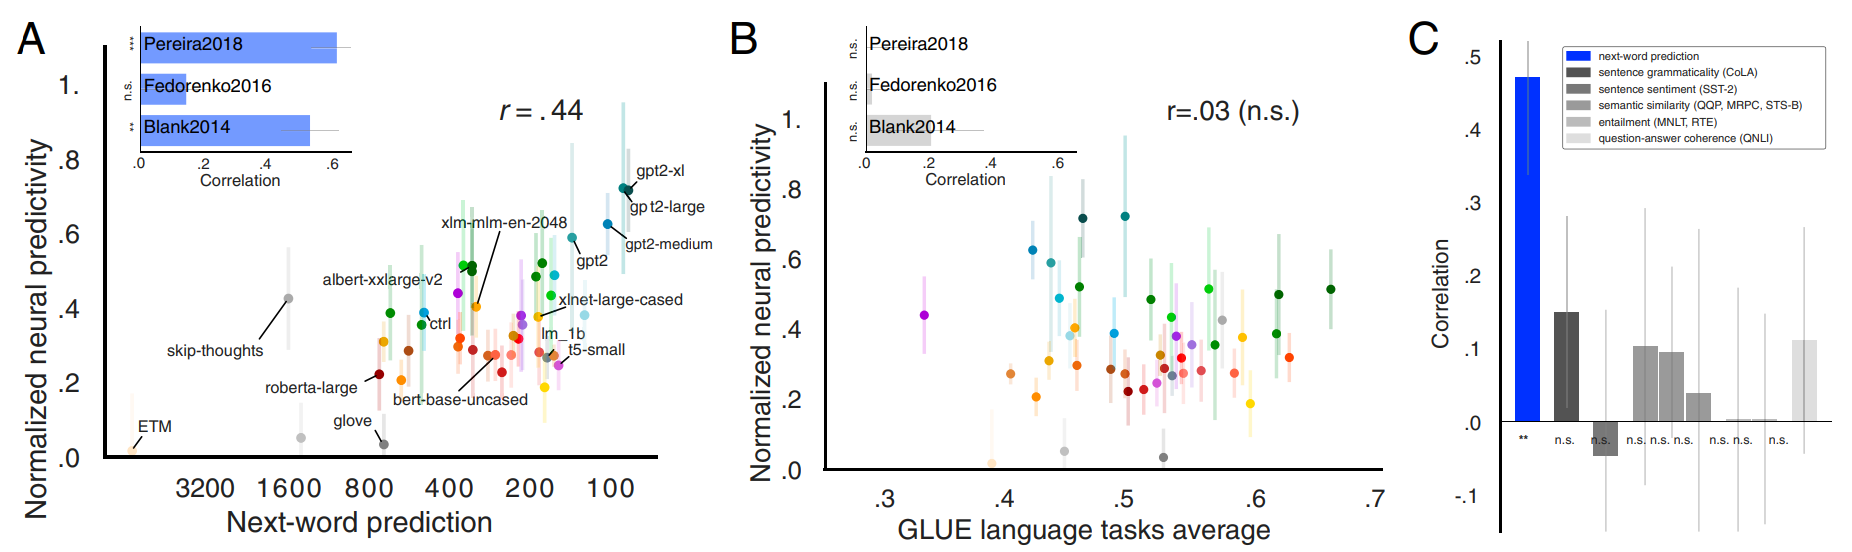 A
***
Pereira2018
n.s.
Fedorenko2016
**
Blank2014
.0 .2 .4 .6
Correlation
r = .44
Normalized neural predictivity
1.
.8
.6
.4
.2
.0
gpt2-xl
gpt2-large
gpt2-medium
gpt2
xlm-mlm-en-2048
albert-xxlarge-v2
xlnet-large-cased
ctrl
lm_1b
t5-small
skip-thoughts
roberta-large
bert-base-uncased
glove
ETM
3200 1600 800 400 200 100
Next-word prediction
B
n.s.
Pereira2018
n.s.
Fedorenko2016
n.s.
Blank2014
.0 .2 .4 .6
Correlation
r=.03 (n.s.)
Normalized neural predictivity
1.
.8
.6
.4
.2
.0
.3 .4 .5 .6 .7
GLUE language tasks average
C
next-word prediction
sentence grammaticality (CoLA)
sentence sentiment (SST-2)
semantic similarity (QQP, MRPC, STS-B)
entailment (MNLT, RTE)
question-answer coherence (QNLI)
Correlation
.5
.4
.3
.2
.1
.0
-.1
** n.s. n.s. n.s. n.s. n.s. n.s. n.s. n.s.